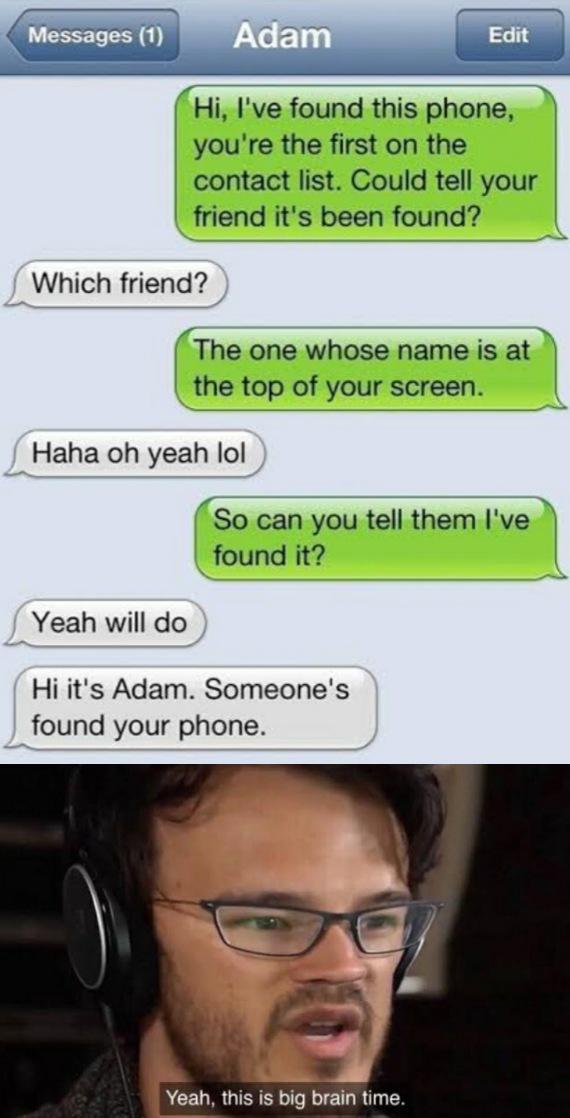 Messages (1)
Adam
Edit
Hi, I've found this phone,
you're the first on the
contact list. Could tell your
friend it's been found?
Which friend?
The one whose name is at
the top of your screen.
Haha oh yeah lol
So can you tell them I've
found it?
Yeah will do
Hi it's Adam. Someone's
found your phone.
Yeah, this is big brain time.